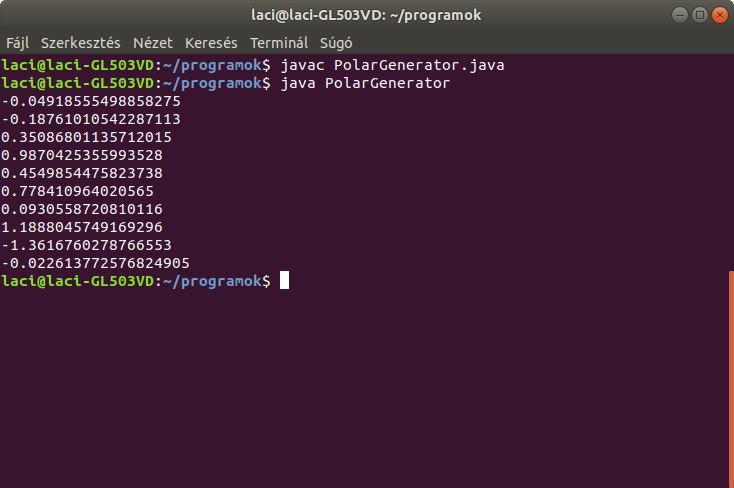 laci@laci-GL503VD: ~/programok
Fájl Szerkesztés Nézet Keresés Terminál Súgó
laci@laci-GL503VD:~/programok$ javac PolarGenerator.java
laci@laci-GL503VD:~/programok$ java PolarGenerator
-0.04918555498858275
-0.18761010542287113
0.35086801135712015
0.9870425355993528
0.4549854475823738
0.778410964020565
0.0930558720810116
1.1888045749169296
-1.3616760278766553
-0.022613772576824905
laci@laci-GL503VD:~/programok$